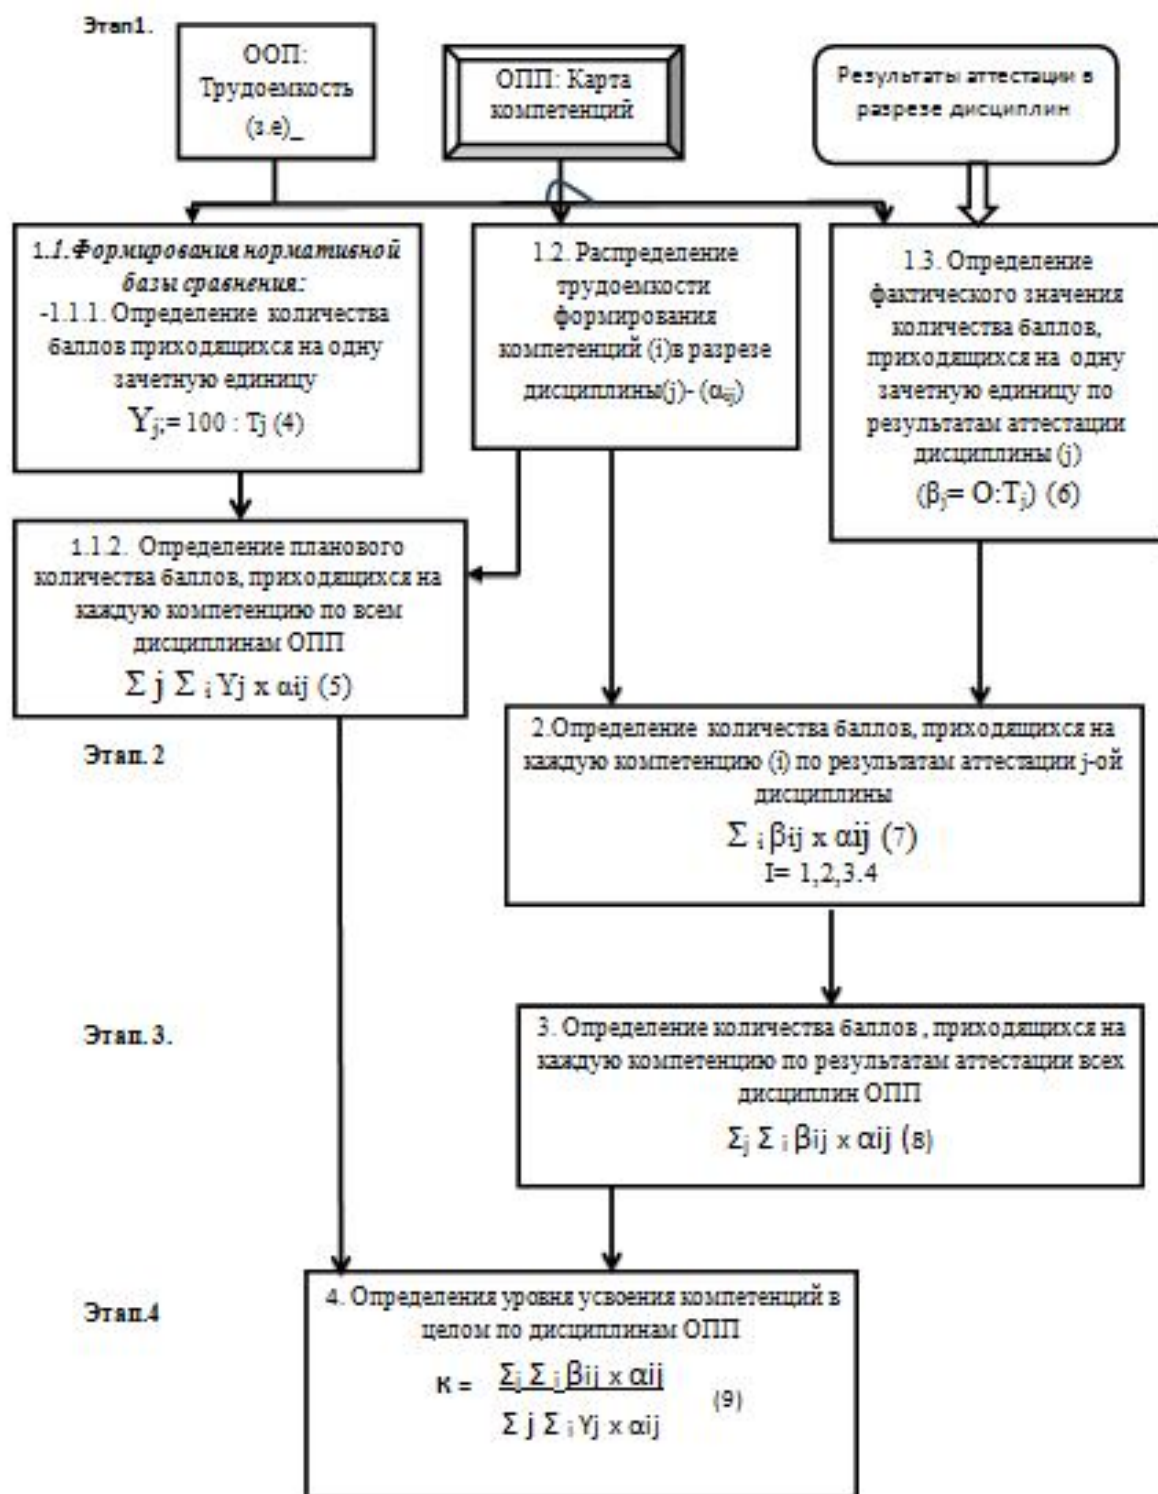 Этап1.
ООП:
Трудоемкость
(з.е)_
ОПП: Карта
компетенций
Результаты аттестации в
разрезе дисциплин
1.1.Формирования нормативной
базы сравнения:
-1.1.1. Определение количества
баллов приходящихся на одну
зачетную единицу
Yj;= 100 : Tj (4)
1.2. Распределение
трудоемкости
формирования
компетенций (i)в разрезе
дисциплины(j)- (αij)
1.3. Определение
фактического значения
количества баллов,
приходящихся на одну
зачетную единицу по
результатам аттестации
дисциплины (j)
(βj= O:Tj) (6)
1.1.2. Определение планового
количества баллов, приходящихся на
каждую компетенцию по всем
дисциплинам ОПП
Σ j Σ i Yj x αij (5)
Этап. 2
2.Определение количества баллов, приходящихся на
каждую компетенцию (i) по результатам аттестации j-ой
дисциплины
Σ i βij x αij (7)
I= 1,2,3.4
Этап. 3.
3. Определение количества баллов , приходящихся на
каждую компетенцию по результатам аттестации всех
дисциплин ОПП
Σj Σ i βij x αij (8)
Этап.4
4. Определения уровня усвоения компетенций в
целом по дисциплинам ОПП
К = Σj Σ i βij x αij
(9)
Σ j Σ i Yj x αij